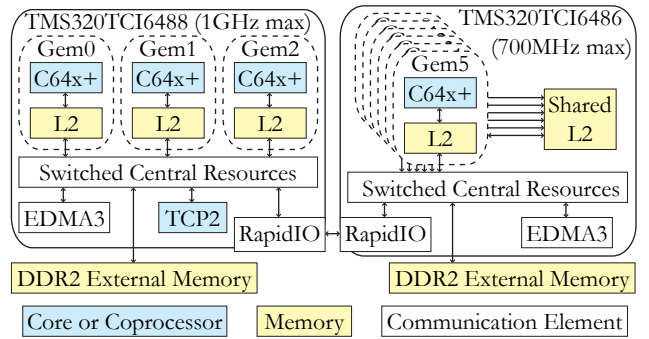 TMS320TCI6488 (1GHz max)
Gem0
Gem1
Gem2
C64x+
C64x+
C64x+
L2
L2
L2
Switched Central Resources
EDMA3
TCP2
RapidIO
DDR2 External Memory
TMS320TCI6486
(700MHz max)
Gem5
C64x+
L2
Shared
L2
Switched Central Resources
RapidIO
EDMA3
DDR2 External Memory
Core or Coprocessor
Memory
Communication Element